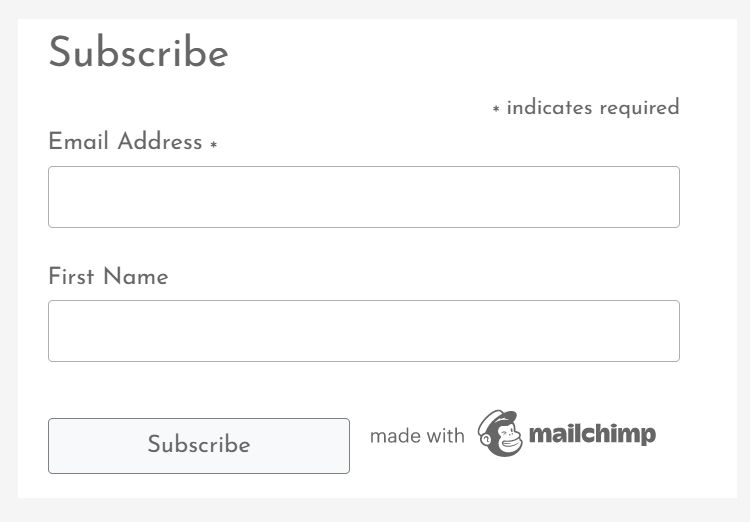 Subscribe
* indicates required
Email Address *
First Name
Subscribe
made with mailchimp